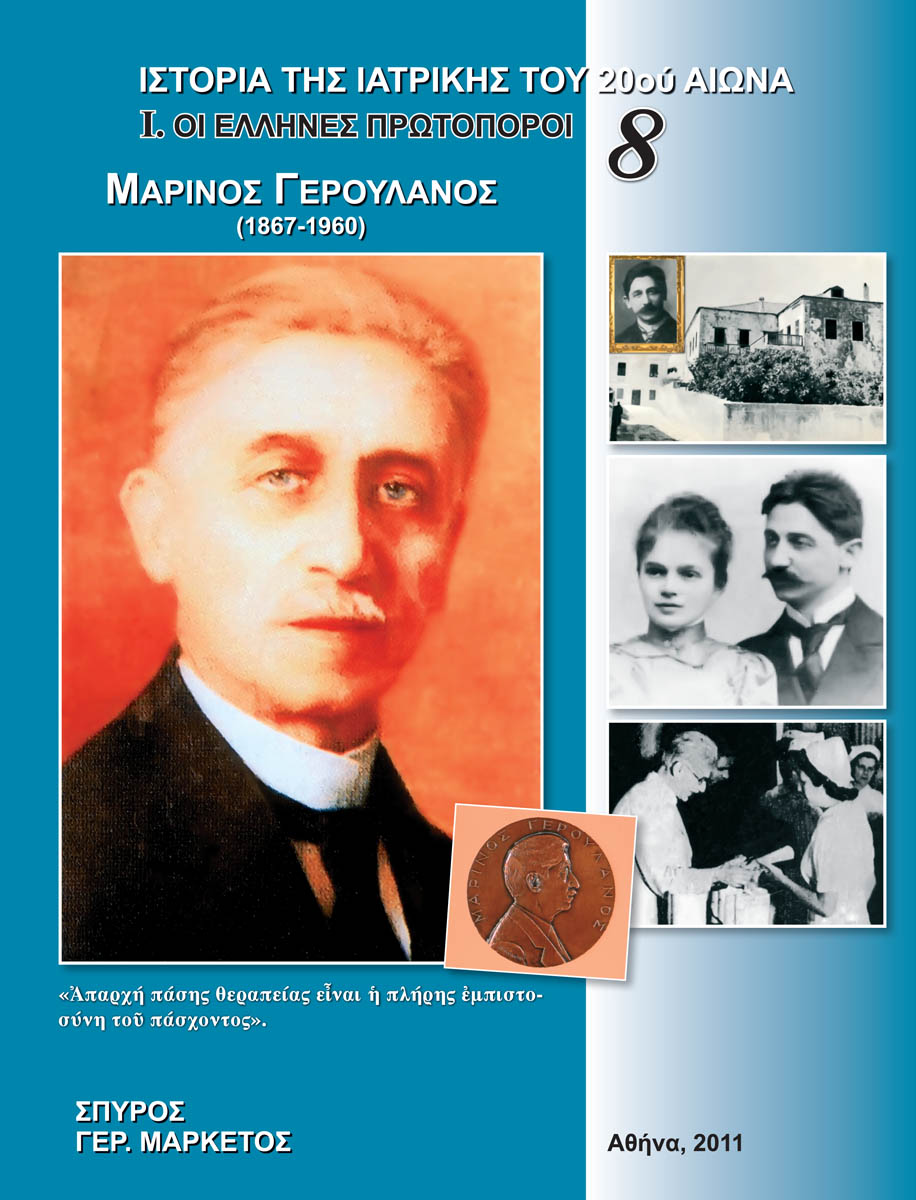 ΙΣΤΟΡΙΑ ΤΗΣ ΙΑΤΡΙΚΗΣ ΤΟΥ 20ού ΑΙΩΝΑ
Ι. ΟΙ ΕΛΛΗΝΕΣ ΠΡΩΤΟΠΟΡΟΙ
8
ΜΑΡΙΝΟΣ ΓΕΡΟΥΛΑΝΟΣ
(1867-1960)
ΜΑΡΙΝΟΣ ΓΕΡΟΥΛΑΝΟΣ
«Ἀπαρχή πάσης θεραπείας εἶναι ἡ πλήρης ἐμπιστο-
σύνη τοῦ πάσχοντος».
ΣΠΥΡΟΣ
ΓΕΡ. ΜΑΡΚΕΤΟΣ
Αθήνα, 2011